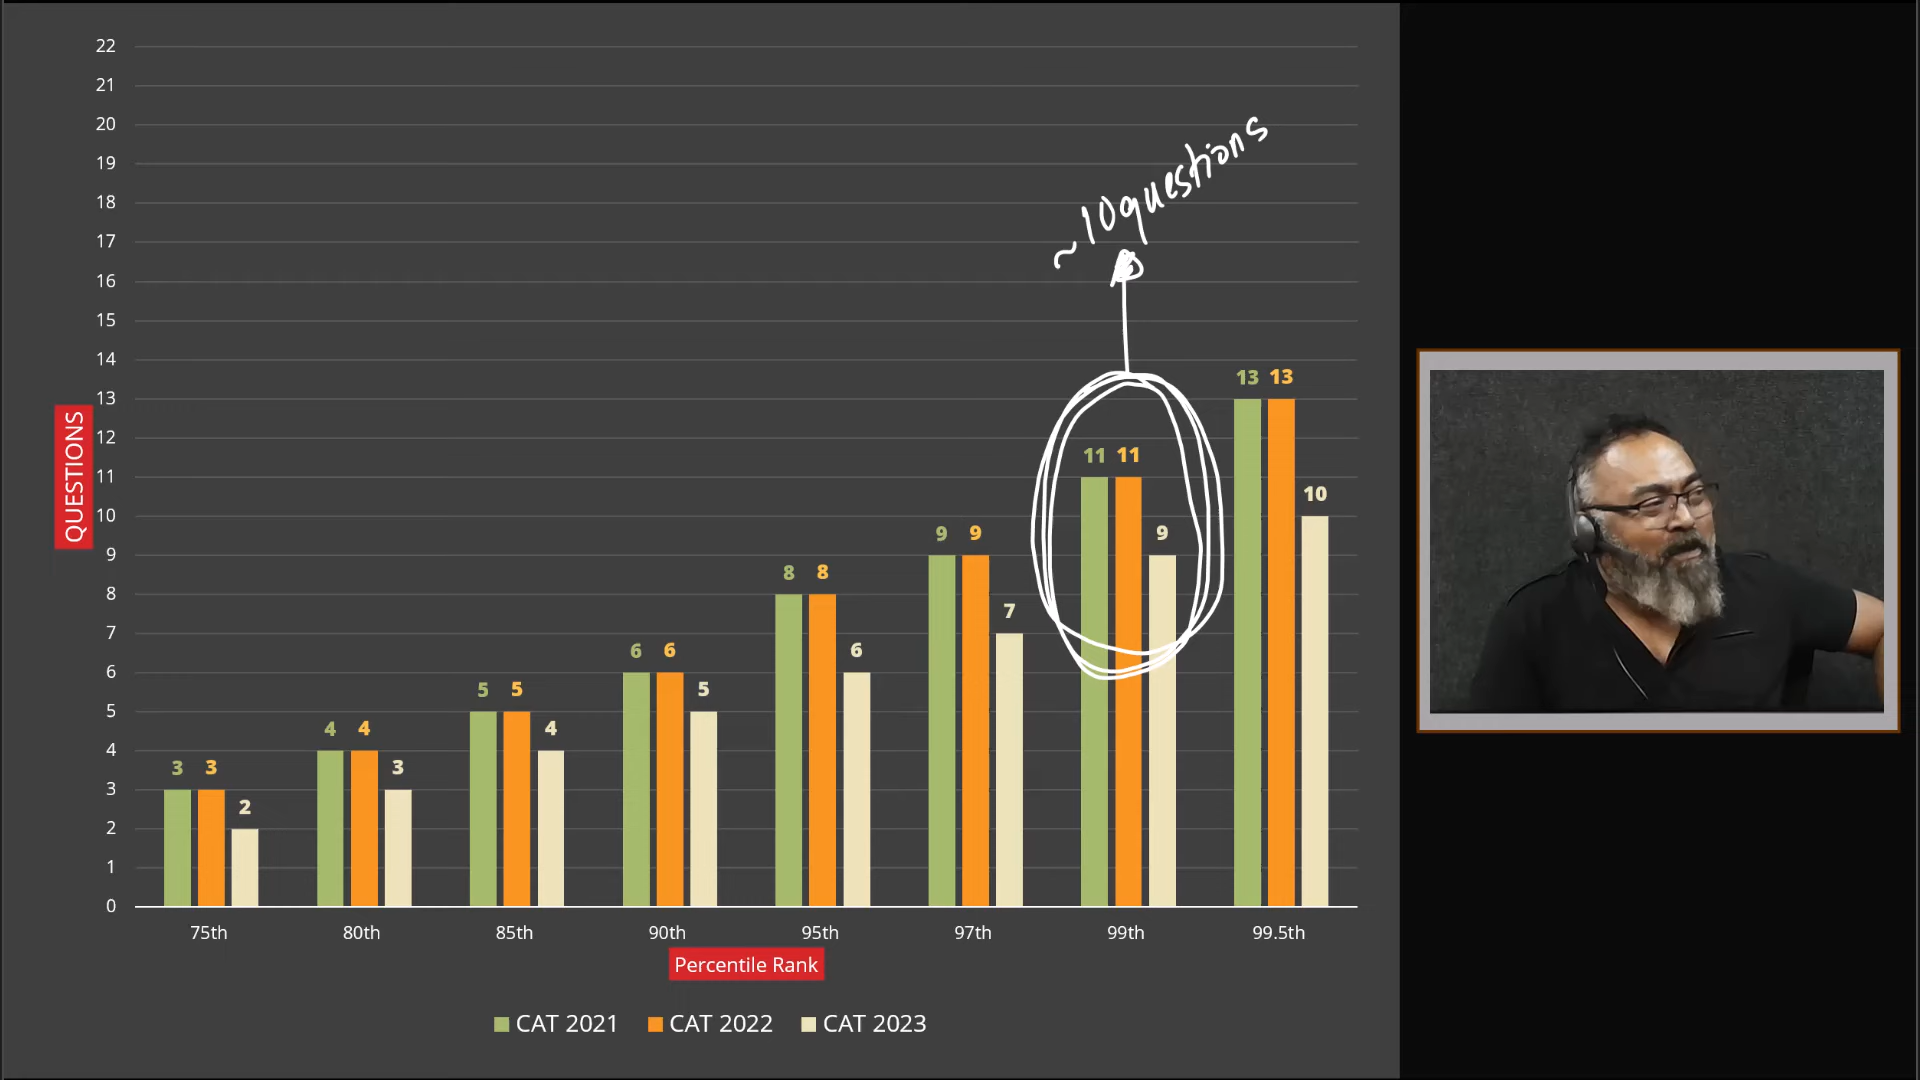 22
21
20
19
18
17
16
15
14
13
12
11
10
9
8
7
6
5
4
3
2
1
0
QUESTIONS
~10questions
3 3 2
4 4 3
5 5 4
6 6 5
8 8 6
9 9 7
11 11 9
13 13 10
75th 80th 85th 90th 95th 97th 99th 99.5th
Percentile Rank
CAT 2021 CAT 2022 CAT 2023